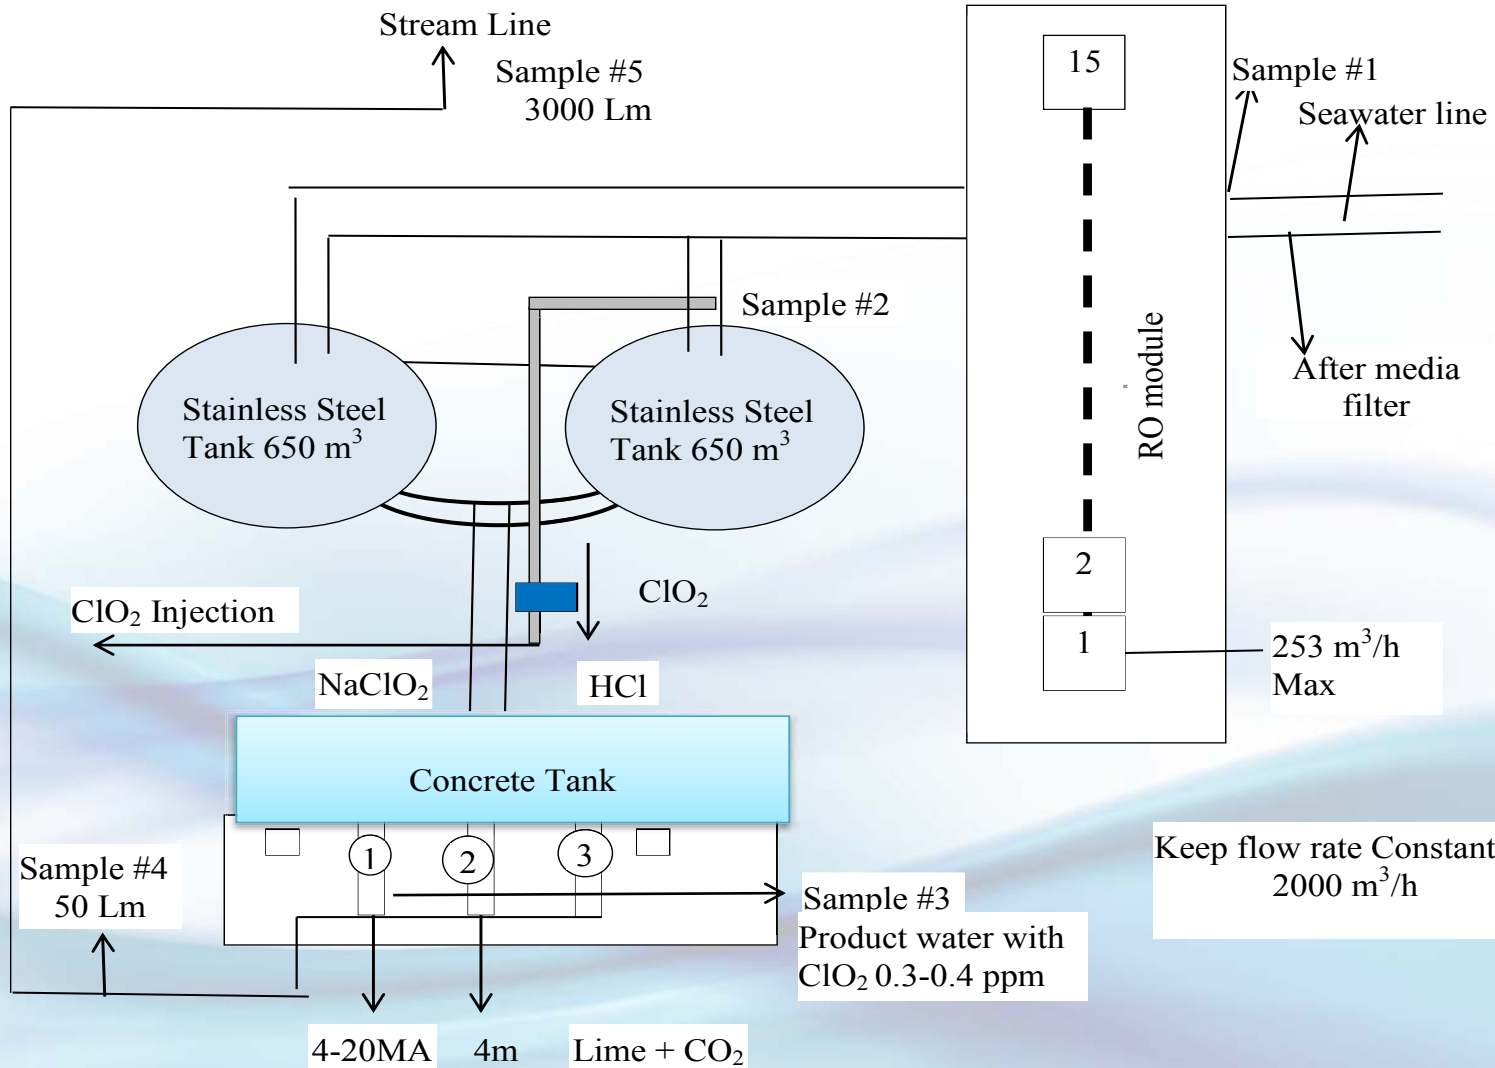 Stream Line
Sample #5
3000 Lm
15
Sample #1
Seawater line
Sample #2
Stainless Steel
Tank 650 m³
Stainless Steel
Tank 650 m³
RO module
After media
filter
2
1
253 m³/h
Max
ClO₂
ClO₂ Injection
NaClO₂
HCl
Concrete Tank
1
2
3
Sample #4
50 Lm
Sample #3
Product water with
ClO₂ 0.3-0.4 ppm
Keep flow rate Constant
2000 m³/h
4-20MA
4m
Lime + CO₂